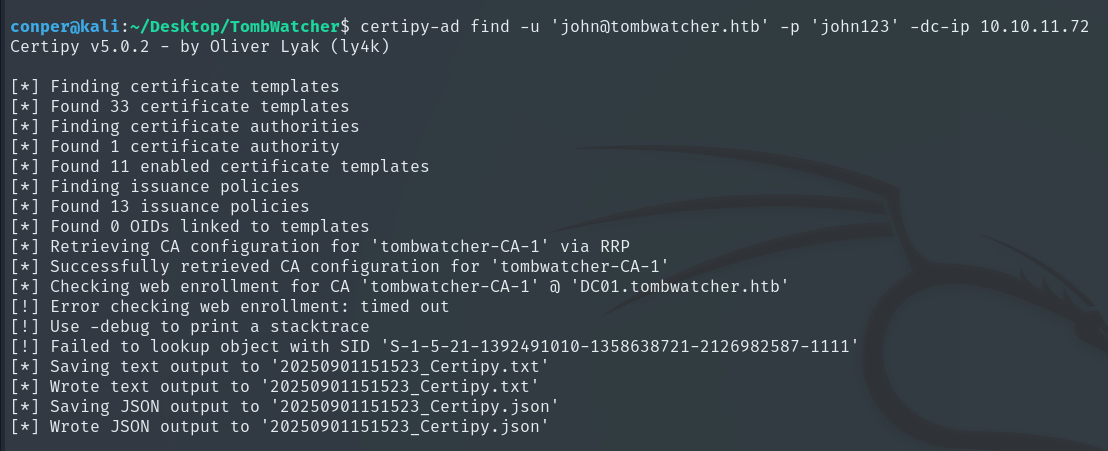 conper@kali:~/Desktop/TombWatcher$ certipy-ad find -u 'john@tombwatcher.htb' -p 'john123' -dc-ip 10.10.11.72
Certipy v5.0.2 - by Oliver Lyak (ly4k)
[*] Finding certificate templates
[*] Found 33 certificate templates
[*] Finding certificate authorities
[*] Found 1 certificate authority
[*] Found 11 enabled certificate templates
[*] Finding issuance policies
[*] Found 13 issuance policies
[*] Found 0 OIDs linked to templates
[*] Retrieving CA configuration for 'tombwatcher-CA-1' via RRP
[*] Successfully retrieved CA configuration for 'tombwatcher-CA-1'
[*] Checking web enrollment for CA 'tombwatcher-CA-1' @ 'DC01.tombwatcher.htb'
[!] Error checking web enrollment: timed out
[!] Use -debug to print a stacktrace
[!] Failed to lookup object with SID 'S-1-5-21-1392491010-1358638721-2126982587-1111'
[*] Saving text output to '20250901151523_Certipy.txt'
[*] Wrote text output to '20250901151523_Certipy.txt'
[*] Saving JSON output to '20250901151523_Certipy.json'
[*] Wrote JSON output to '20250901151523_Certipy.json'